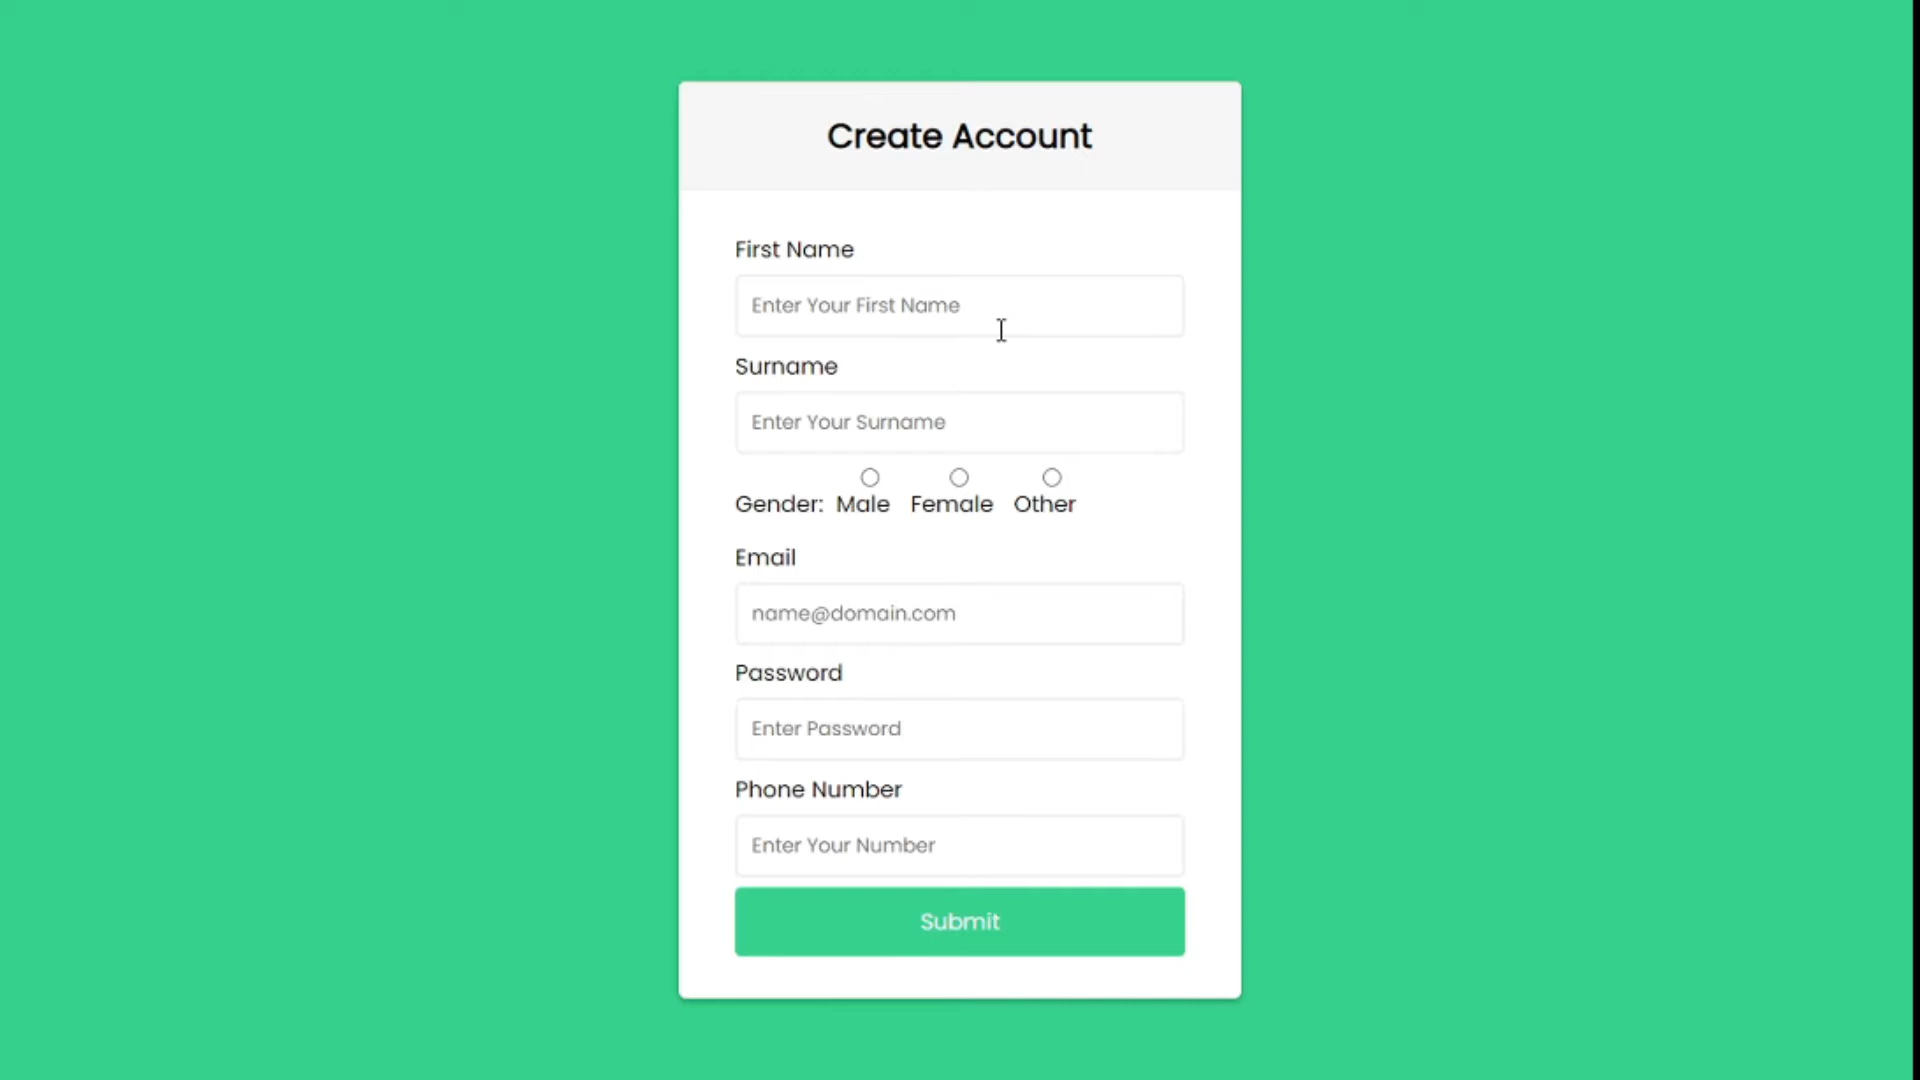 Create Account
First Name
Enter Your First Name
Surname
Enter Your Surname
Gender: Male Female Other
Email
name@domain.com
Password
Enter Password
Phone Number
Enter Your Number
Submit